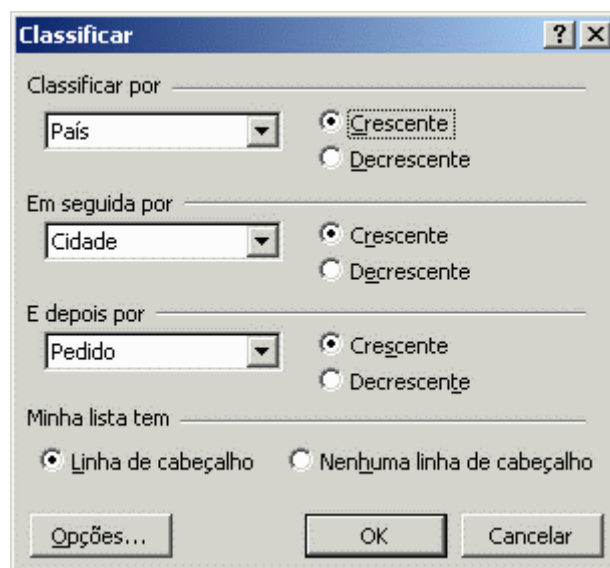 Classificar
Classificar por
País
Crescente
Decrescente
Em seguida por
Cidade
Crescente
Decrescente
E depois por
Pedido
Crescente
Decrescente
Minha lista tem
Linha de cabeçalho Nenhuma linha de cabeçalho
Opções... OK Cancelar